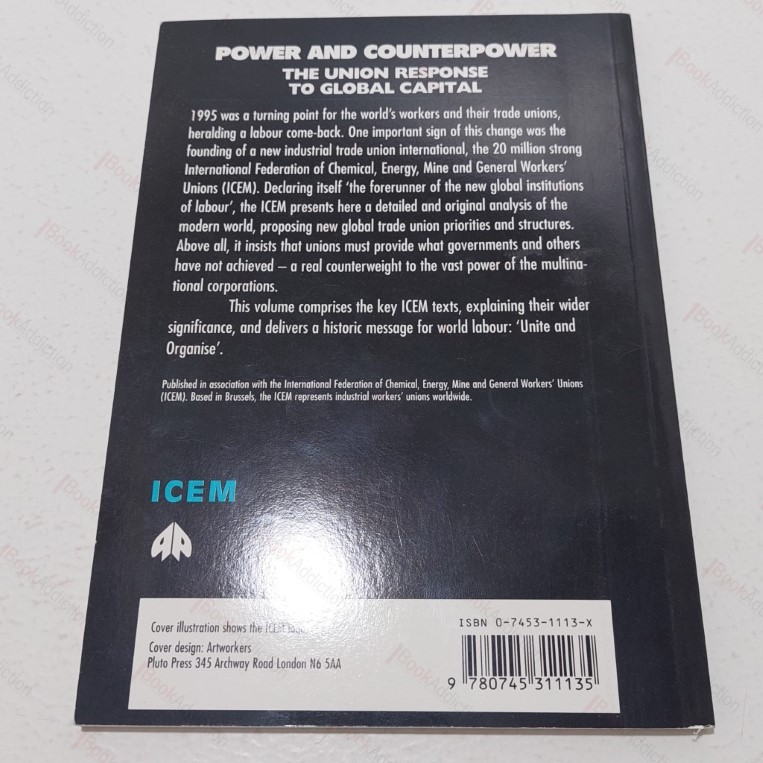 POWER AND COUNTERPOWER
THE UNION RESPONSE
TO GLOBAL CAPITAL
1995 was a turning point for the world's workers and their trade unions,
heralding a labour come-back. One important sign of this change was the
founding of a new industrial trade union international, the 20 million strong
International Federation of Chemical, Energy, Mine and General Workers'
Unions (ICEM). Declaring itself 'the forerunner of the new global institutions
of labour', the ICEM presents here a detailed and original analysis of the
modern world, proposing new global trade union priorities and structures.
Above all, it insists that unions must provide what governments and others
have not achieved – a real counterweight to the vast power of the multina-
tional corporations.
This volume comprises the key ICEM texts, explaining their wider
significance, and delivers a historic message for world labour: 'Unite and
Organise'.
Published in association with the International Federation of Chemical, Energy, Mine and General Workers' Unions
(ICEM). Based in Brussels, the ICEM represents industrial workers' unions worldwide.
ICEM
Cover illustration shows the ICEM
Cover design: Artworkers
Pluto Press 345 Archway Road London N6 5AA
ISBN 0-7453-1113-X
9 780745 311135
BookAddiction